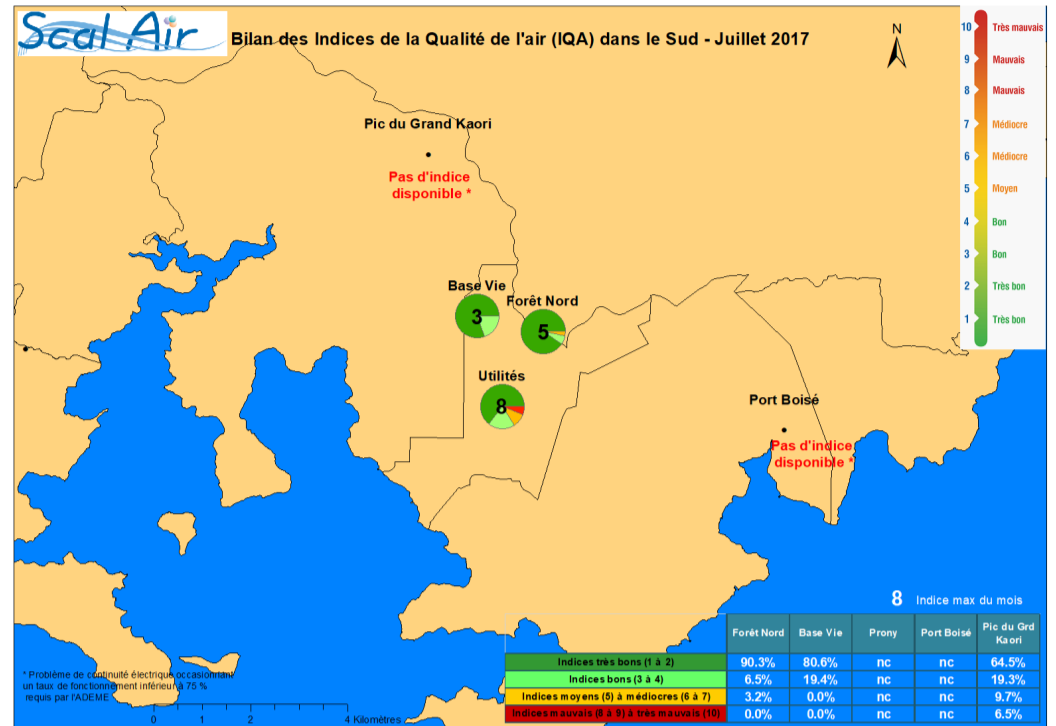 Scal Air
Bilan des Indices de la Qualité de l'air (IQA) dans le Sud - Juillet 2017
N
10 Très mauvais
9 Mauvais
8 Mauvais
7 Médiocre
6 Médiocre
5 Moyen
4 Bon
3 Bon
2 Très bon
1 Très bon
Pic du Grand Kaori
Pas d'indice
disponible *
Base Vie
3
Forêt Nord
5
Utilités
8
Port Boisé
Pas d'indice
disponible *
8 Indice max du mois
Forêt Nord Base Vie Prony Port Boisé Pic du Grd
Kaori
Indices très bons (1 à 2) 90.3% 80.6% nc nc 64.5%
Indices bons (3 à 4) 6.5% 19.4% nc nc 19.3%
Indices moyens (5) à médiocres (6 à 7) 3.2% 0.0% nc nc 9.7%
Indices mauvais (8 à 9) à très mauvais (10) 0.0% 0.0% nc nc 6.5%
* Problème de continuité électrique occasionnant
un taux de fonctionnement inférieur à 75 %
requis par l'ADEME
0 1 2 4 Kilomètres